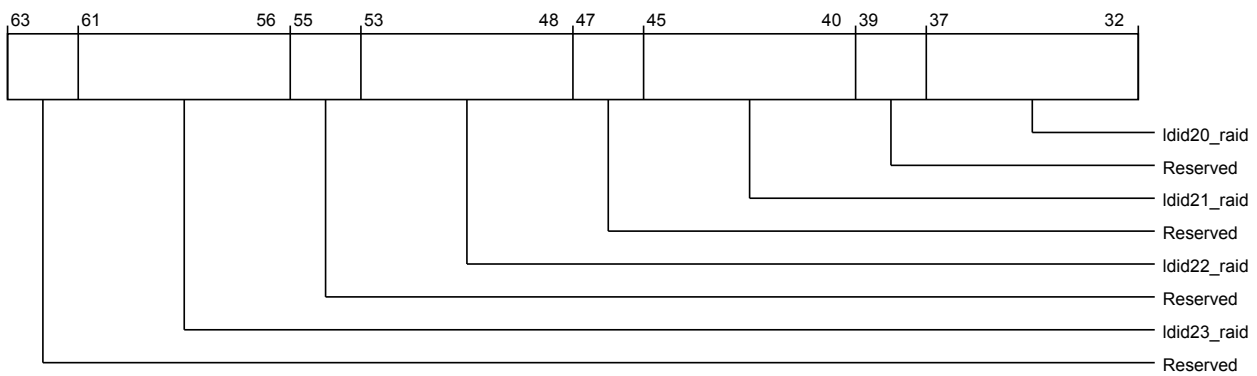 63 61 56 55 53 48 47 45 40 39 37 32
ldid20_raid
Reserved
ldid21_raid
Reserved
ldid22_raid
Reserved
ldid23_raid
Reserved